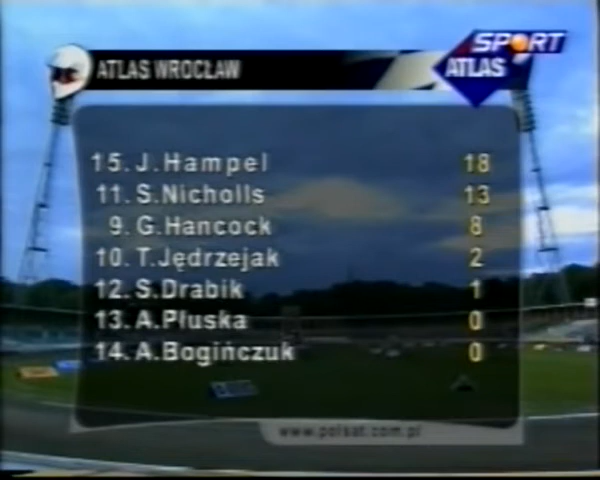 SPORT
ATLAS WROCŁAW
ATLAS
15. J.Hampel 18
11. S.Nicholls 13
9. G.Hancock 8
10. T.Jędrzejak 2
12. S.Drabik 1
13. A.Płuska 0
14. A.Bogińczuk 0
www.polsat.com.pl